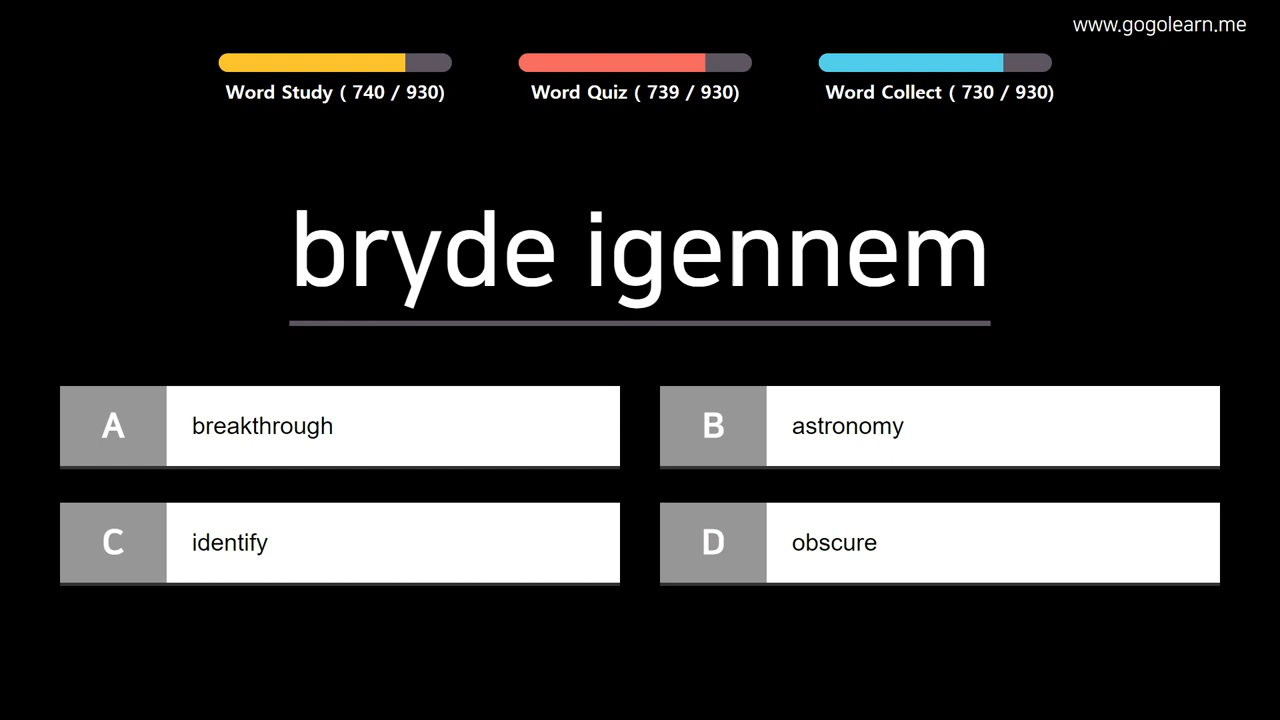 www.gogolearn.me
Word Study ( 740 / 930)
Word Quiz ( 739 / 930)
Word Collect ( 730 / 930)
bryde igennem
A
breakthrough
B
astronomy
C
identify
D
obscure